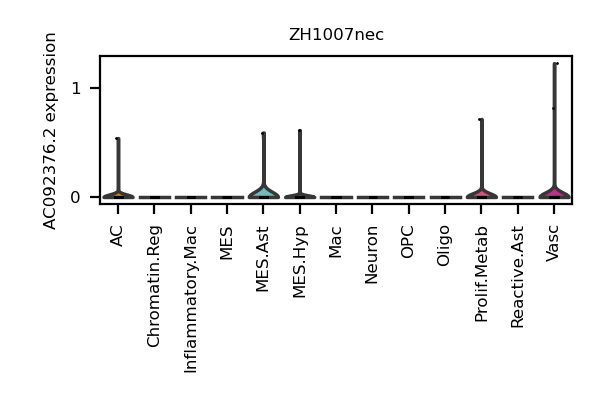 ZH1007nec
AC092376.2 expression
1
0
AC
Chromatin.Reg
Inflammatory.Mac
MES
MES.Ast
MES.Hyp
Mac
Neuron
OPC
Oligo
Prolif.Metab
Reactive.Ast
Vasc